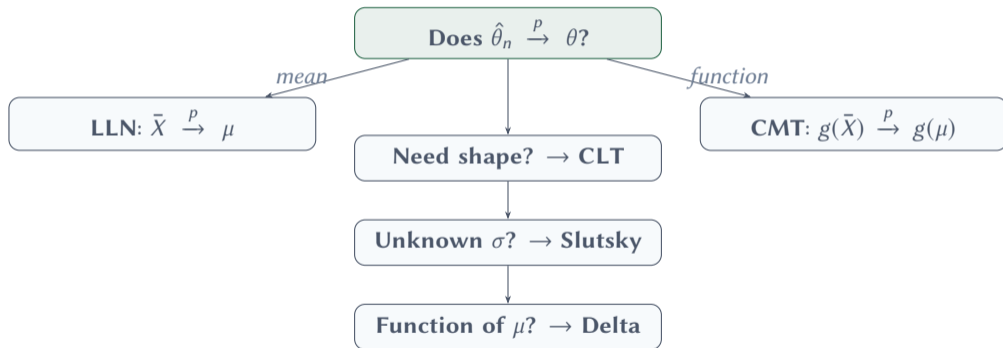 Does θ̂ₙ →ᵖ θ?
mean
function
LLN: X̄ →ᵖ μ
CMT: g(X̄) →ᵖ g(μ)
Need shape? → CLT
Unknown σ? → Slutsky
Function of μ? → Delta